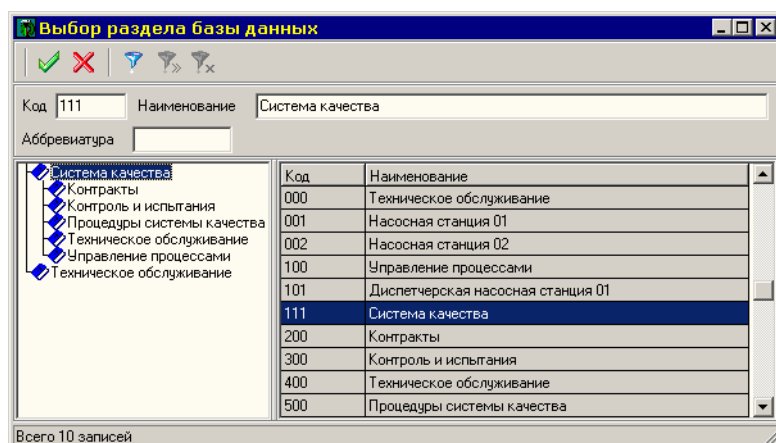 Выбор раздела базы данных
Код 111 Наименование Система качества
Аббревиатура
Система качества
Контракты
Контроль и испытания
Процедуры системы качества
Техническое обслуживание
Управление процессами
Техническое обслуживание
Код Наименование
000 Техническое обслуживание
001 Насосная станция 01
002 Насосная станция 02
100 Управление процессами
101 Диспетчерская насосная станция 01
111 Система качества
200 Контракты
300 Контроль и испытания
400 Техническое обслуживание
500 Процедуры системы качества
Всего 10 записей